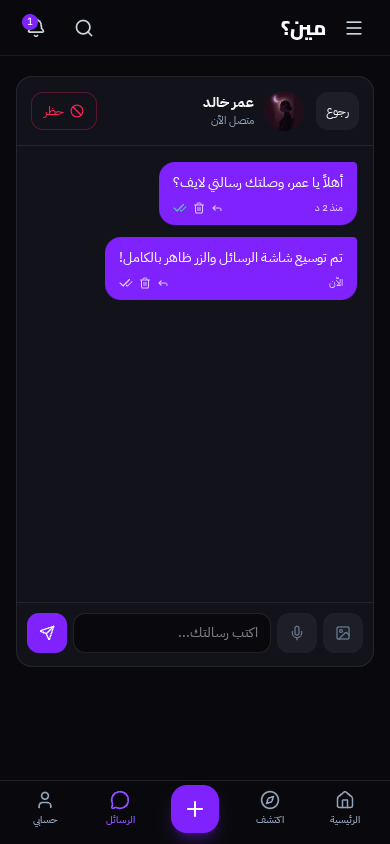 مين؟
1
رجوع
عمر خالد
متصل الآن
حظر
أهلاً يا عمر، وصلتك رسالتي لايف؟
منذ 2 د
تم توسيع شاشة الرسائل والزر ظاهر بالكامل!
الآن
اكتب رسالتك...
الرئيسية
اكتشف
الرسائل
حسابي